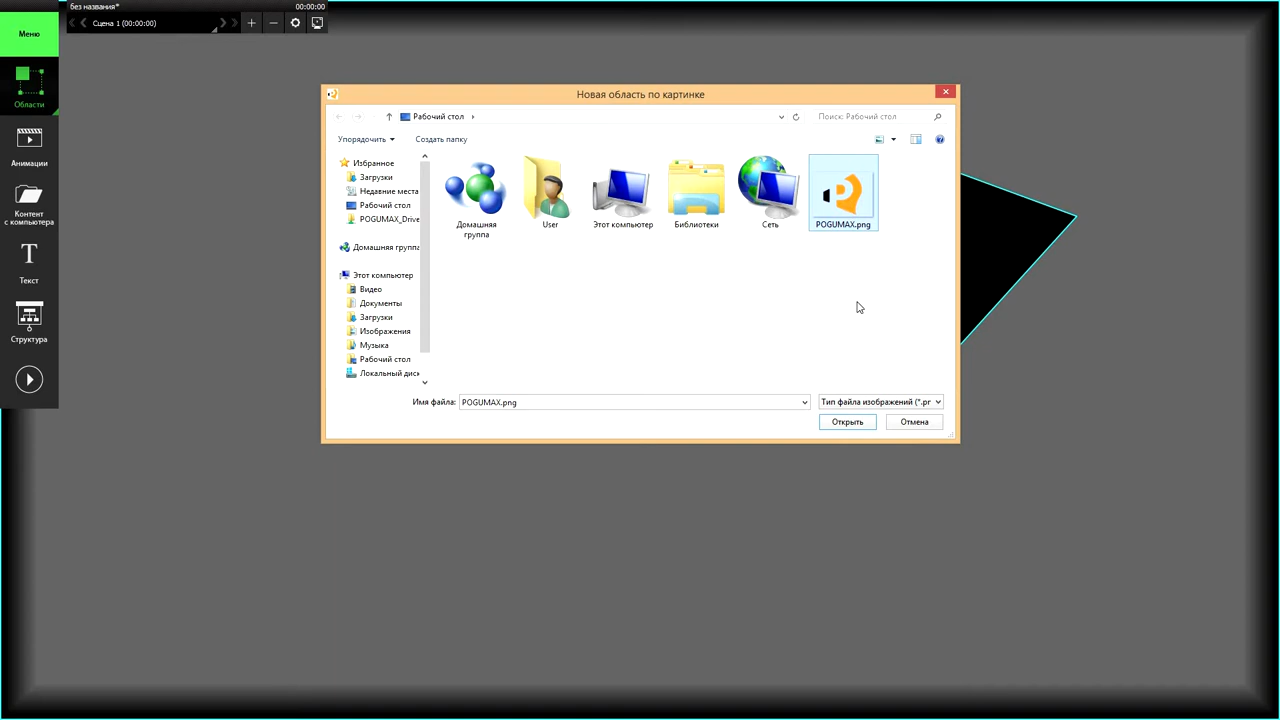 без названия* 00:00:00
Сцена 1 (00:00:00)
Меню
Области
Анимации
Контент
с компьютера
Текст
Структура
Новая область по картинке
Рабочий стол
Поиск: Рабочий стол
Упорядочить
Создать папку
Избранное
Загрузки
Недавние места
Рабочий стол
POGUMAX_Drive
Домашняя группа
Этот компьютер
Видео
Документы
Загрузки
Изображения
Музыка
Рабочий стол
Локальный диск
Домашняя
группа
User
Этот компьютер
Библиотеки
Сеть
POGUMAX.png
Имя файла: POGUMAX.png
Тип файла изображений (*.pr
Открыть
Отмена